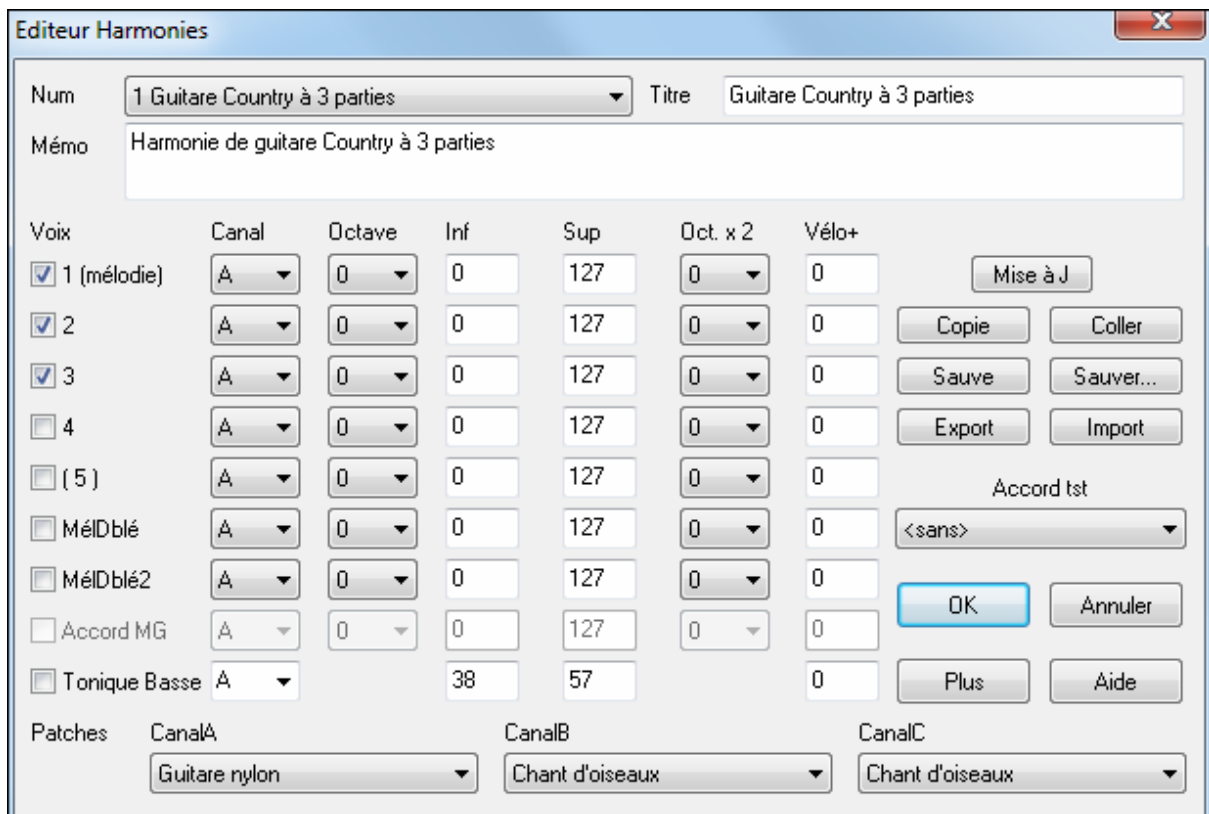 Editeur Harmonies
Num 1 Guitare Country à 3 parties Titre Guitare Country à 3 parties
Mémo Harmonie de guitare Country à 3 parties
Voix Canal Octave Inf Sup Oct. x 2 Vélo+
1 (mélodie) A 0 0 127 0 0 Mise à J
2 A 0 0 127 0 0 Copie Coller
3 A 0 0 127 0 0 Sauve Sauver...
4 A 0 0 127 0 0 Export Import
( 5 ) A 0 0 127 0 0 Accord tst
MélDblé A 0 0 127 0 0 <sans>
MélDblé2 A 0 0 127 0 0 OK Annuler
Accord MG A 0 0 127 0 0
Tonique Basse A 38 57 0 Plus Aide
Patches CanalA CanalB CanalC
Guitare nylon Chant d'oiseaux Chant d'oiseaux